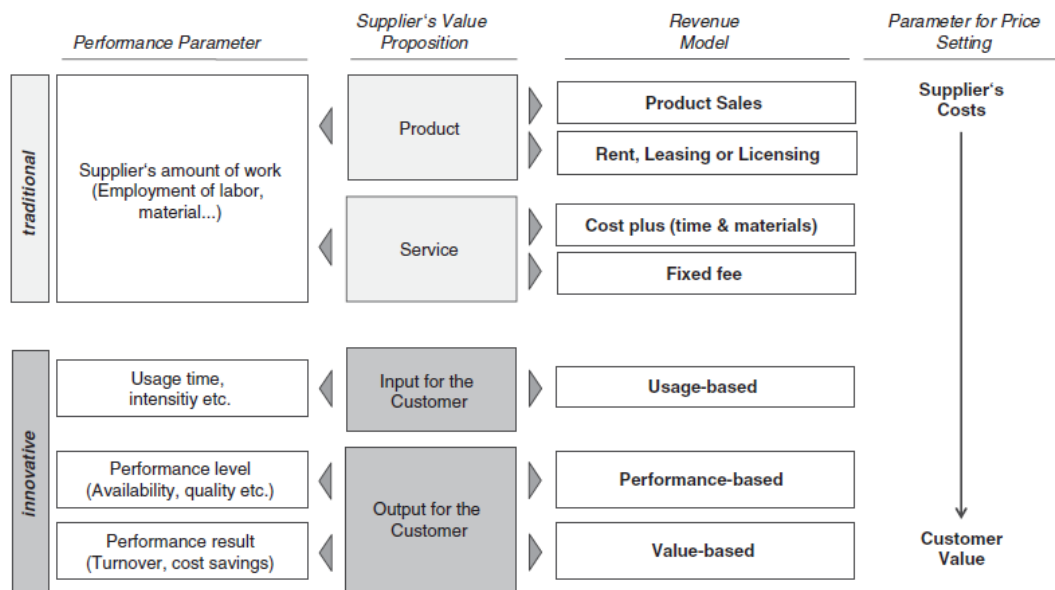 Performance Parameter
Supplier's Value
Proposition
Revenue
Model
Parameter for Price
Setting
traditional
Supplier's amount of work
(Employment of labor,
material...)
Product
Product Sales
Rent, Leasing or Licensing
Service
Cost plus (time & materials)
Fixed fee
Supplier's
Costs
innovative
Usage time,
intensitiy etc.
Input for the
Customer
Usage-based
Performance level
(Availability, quality etc.)
Output for the
Customer
Performance-based
Performance result
(Turnover, cost savings)
Value-based
Customer
Value